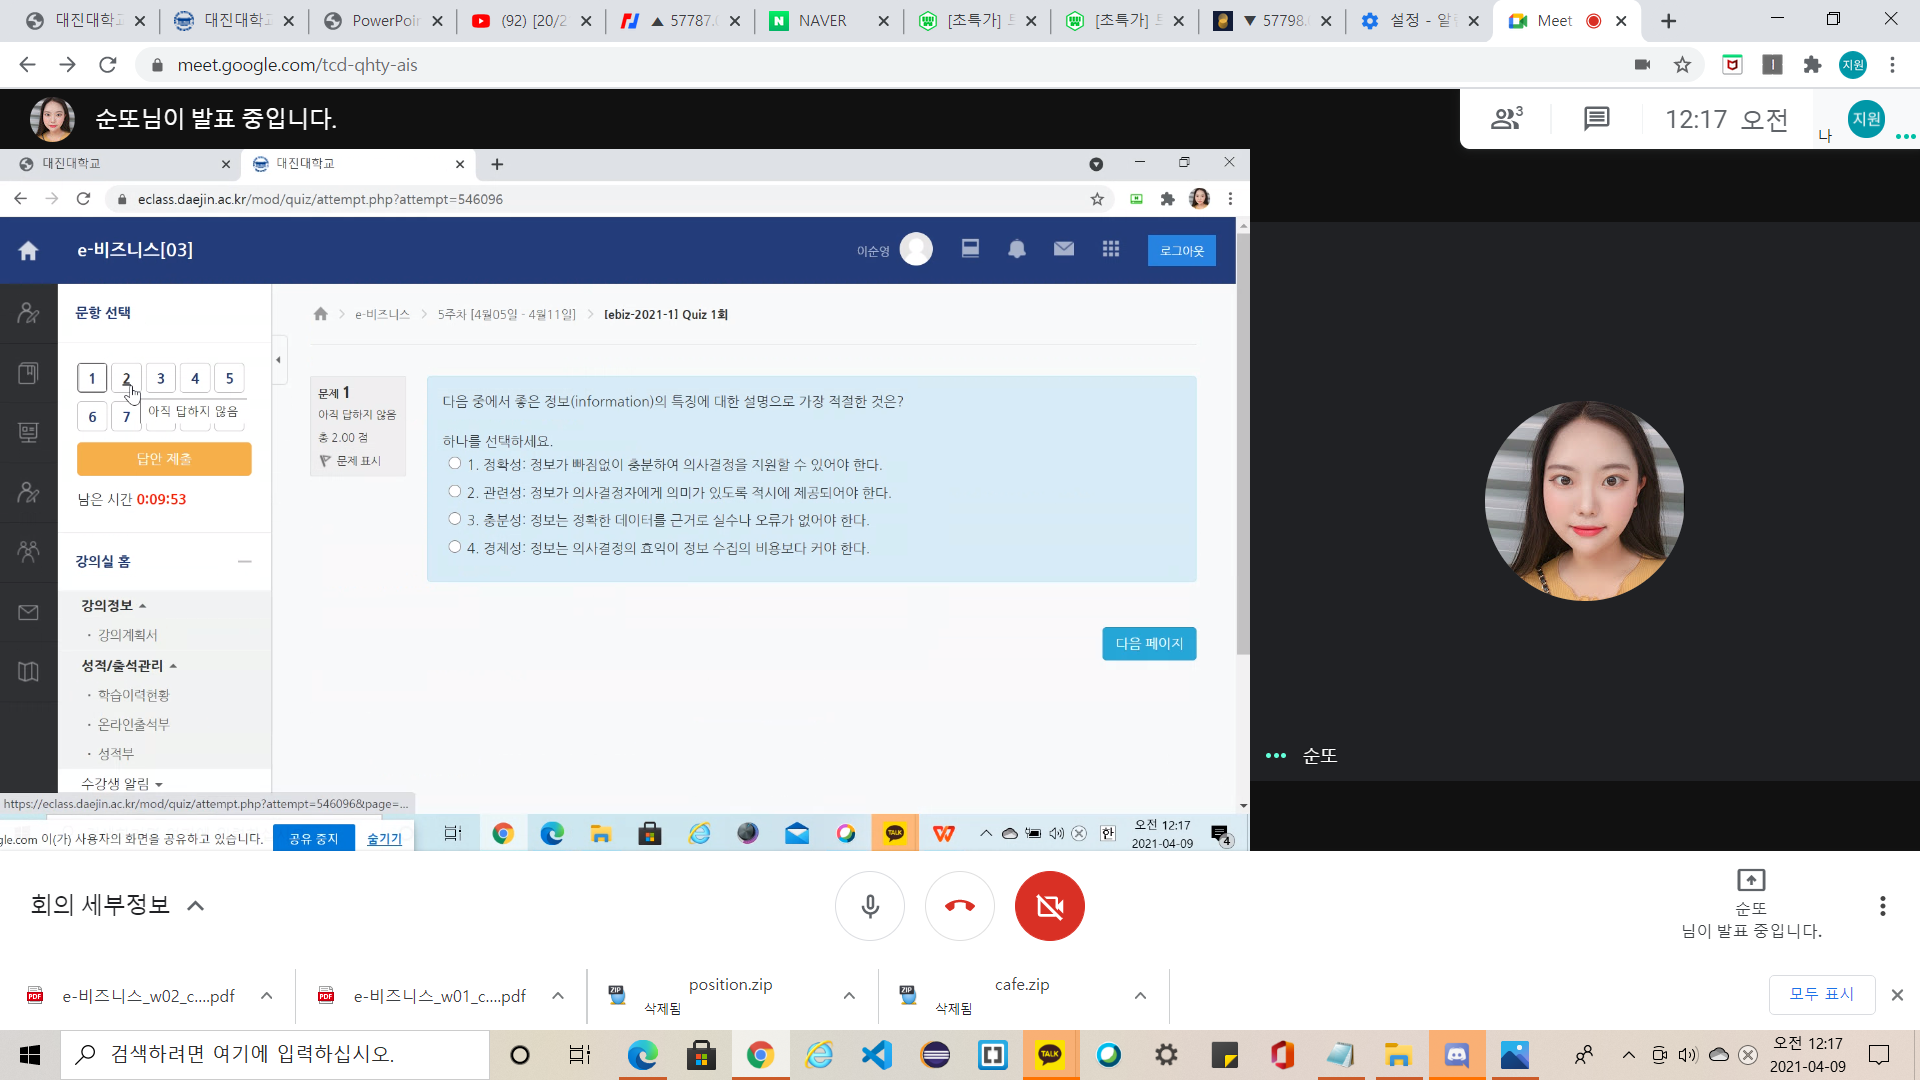 대진대학교
대진대학교
PowerPoin
(92) [20/2
▲ 57787.
NAVER
[초특가]
[초특가]
▼ 57798.
설정 - 알
Meet
meet.google.com/tcd-qhty-ais
지원
순또님이 발표 중입니다.
3
12:17 오전
나
지원
대진대학교
대진대학교
eclass.daejin.ac.kr/mod/quiz/attempt.php?attempt=546096
e-비즈니스[03]
이순영
로그아웃
문항 선택
e-비즈니스
5주차 [4월05일 - 4월11일]
[ebiz-2021-1] Quiz 1회
1 2 3 4 5
6 7
아직 답하지 않음
답안 제출
남은 시간 0:09:53
문제 1
아직 답하지 않음
총 2.00 점
문제 표시
다음 중에서 좋은 정보(information)의 특징에 대한 설명으로 가장 적절한 것은?
하나를 선택하세요.
1. 정확성: 정보가 빠짐없이 충분하여 의사결정을 지원할 수 있어야 한다.
2. 관련성: 정보가 의사결정자에게 의미가 있도록 적시에 제공되어야 한다.
3. 충분성: 정보는 정확한 데이터를 근거로 실수나 오류가 없어야 한다.
4. 경제성: 정보는 의사결정의 효익이 정보 수집의 비용보다 커야 한다.
다음 페이지
강의실 홈
강의정보
강의계획서
성적/출석관리
학습이력현황
온라인출석부
성적부
수강생 알림
순또
https://eclass.daejin.ac.kr/mod/quiz/attempt.php?attempt=546096&page=...
gle.com 이(가) 사용자의 화면을 공유하고 있습니다.
공유 중지
숨기기
TALK
한
오전 12:17
2021-04-09
4
회의 세부정보
순또
님이 발표 중입니다.
PDF
e-비즈니스_w02_c....pdf
PDF
e-비즈니스_w01_c....pdf
ZIP
position.zip
삭제됨
ZIP
cafe.zip
삭제됨
모두 표시
검색하려면 여기에 입력하십시오.
TALK
오전 12:17
2021-04-09